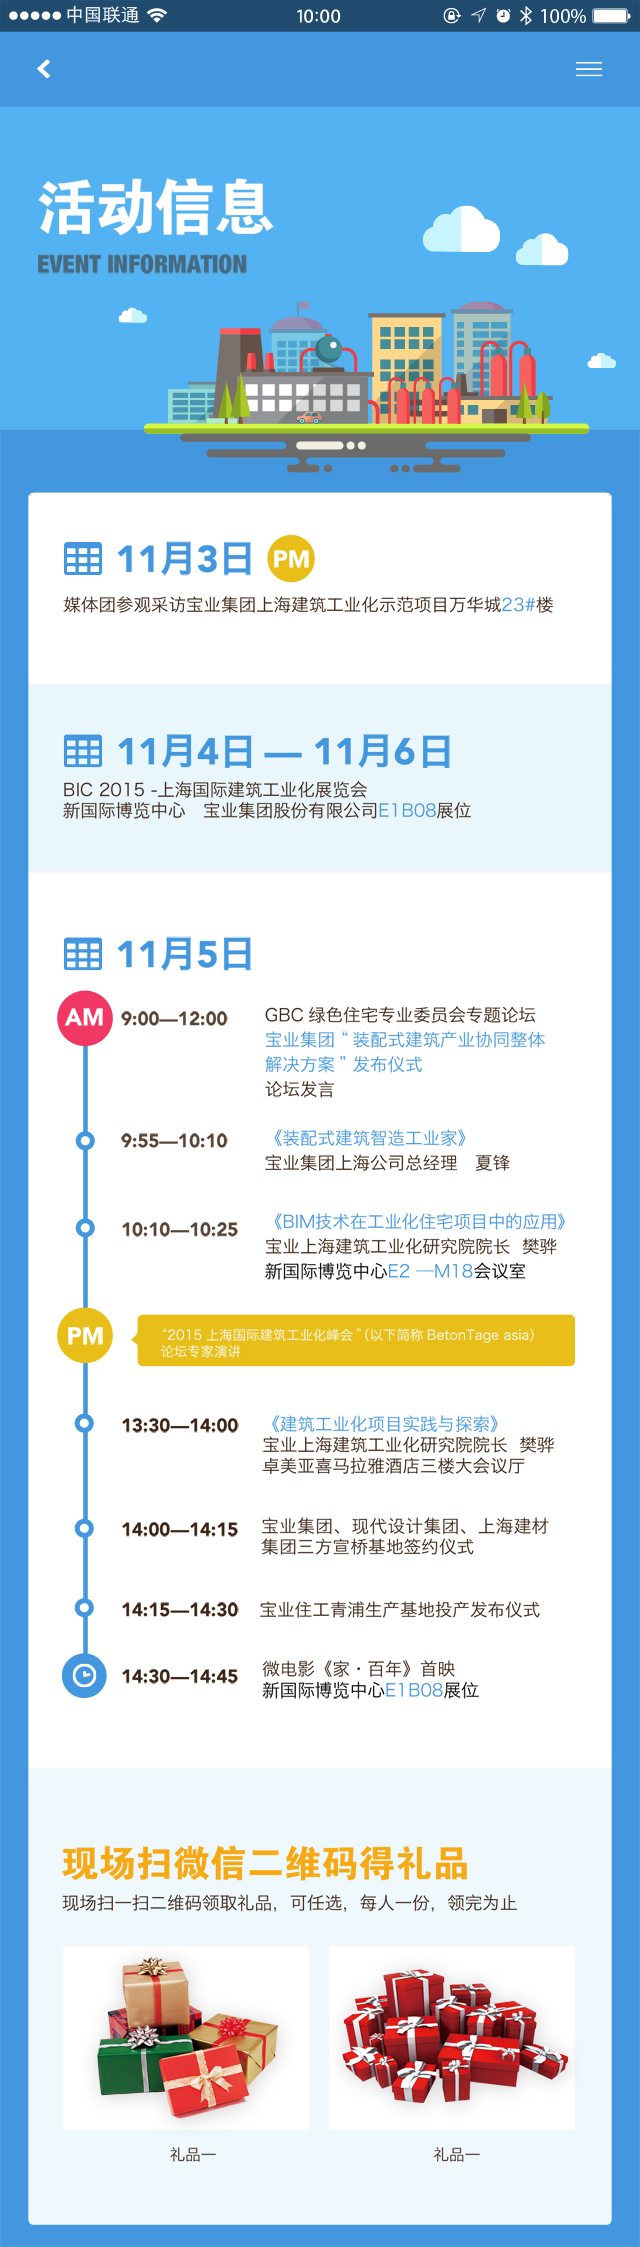 中国联通
10:00
100%
活动信息
EVENT INFORMATION
11月3日 PM
媒体团参观采访宝业集团上海建筑工业化示范项目万华城23#楼
11月4日 — 11月6日
BIC 2015 -上海国际建筑工业化展览会
新国际博览中心 宝业集团股份有限公司E1B08展位
11月5日
AM
9:00—12:00
GBC 绿色住宅专业委员会专题论坛
宝业集团“装配式建筑产业协同整体
解决方案”发布仪式
论坛发言
9:55—10:10
《装配式建筑智造工业家》
宝业集团上海公司总经理 夏锋
10:10—10:25
《BIM技术在工业化住宅项目中的应用》
宝业上海建筑工业化研究院院长 樊骅
新国际博览中心E2 —M18会议室
PM
“2015 上海国际建筑工业化峰会”（以下简称 BetonTage asia）
论坛专家演讲
13:30—14:00
《建筑工业化项目实践与探索》
宝业上海建筑工业化研究院院长 樊骅
卓美亚喜马拉雅酒店三楼大会议厅
14:00—14:15
宝业集团、现代设计集团、上海建材
集团三方宣桥基地签约仪式
14:15—14:30
宝业住工青浦生产基地投产发布仪式
14:30—14:45
微电影《家·百年》首映
新国际博览中心E1B08展位
现场扫微信二维码得礼品
现场扫一扫二维码领取礼品，可任选，每人一份，领完为止
礼品一
礼品一